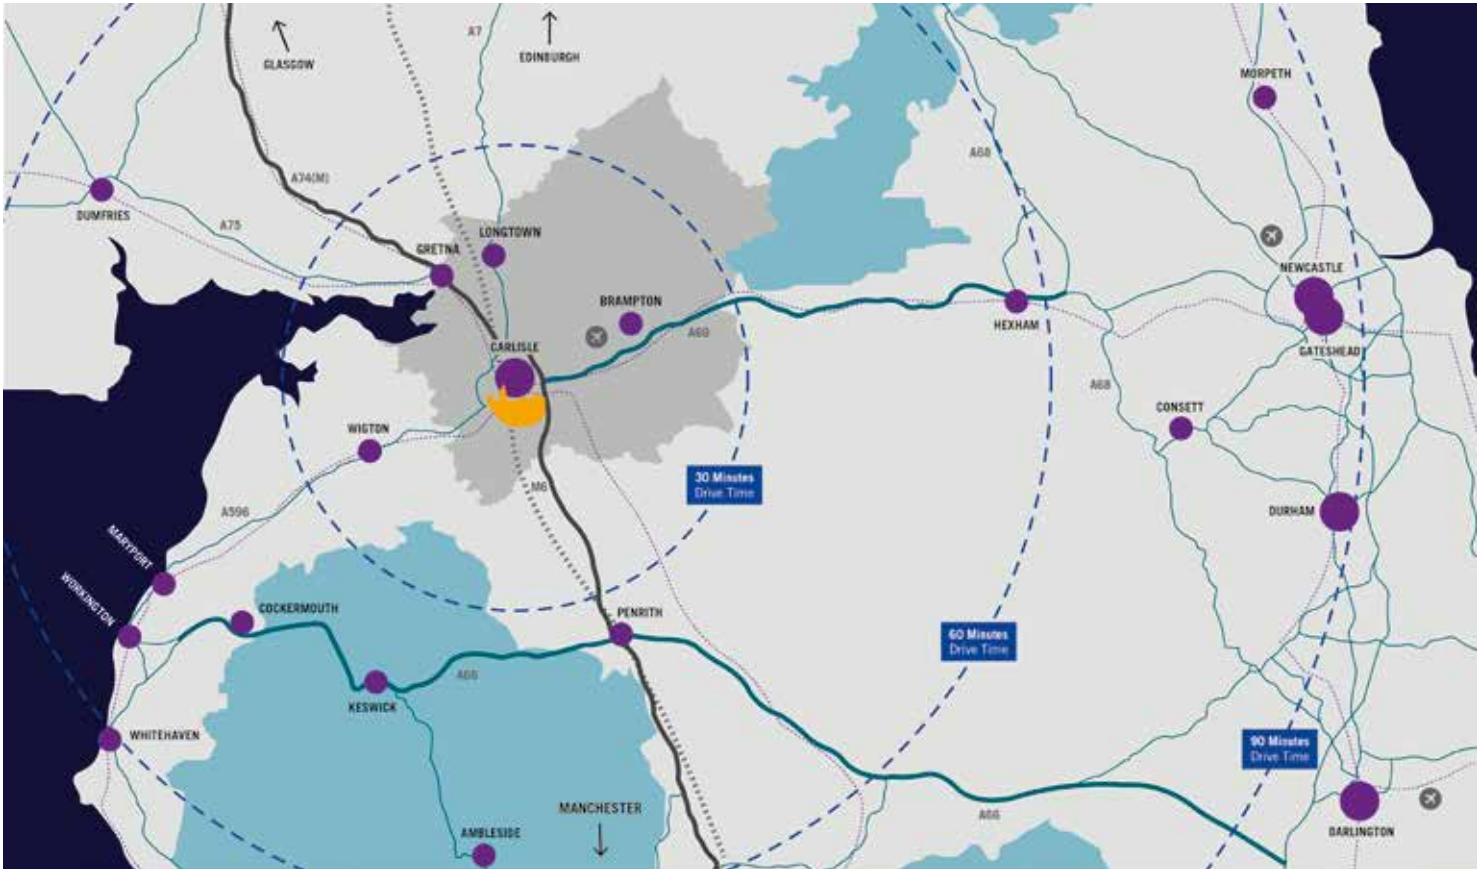 A7
GLASGOW
EDINBURGH
MORPETH
A68
A74(M)
DUMFRIES
A75
LONGTOWN
GRETNA
NEWCASTLE
BRAMPTON
HEXHAM
A69
CARLISLE
GATESHEAD
A68
CONSETT
WIGTON
30 Minutes
Drive Time
M6
A596
DURHAM
MARYPORT
WORKINGTON
COCKERMOUTH
PENRITH
60 Minutes
Drive Time
A66
KESWICK
WHITEHAVEN
90 Minutes
Drive Time
MANCHESTER
A66
AMBLESIDE
DARLINGTON